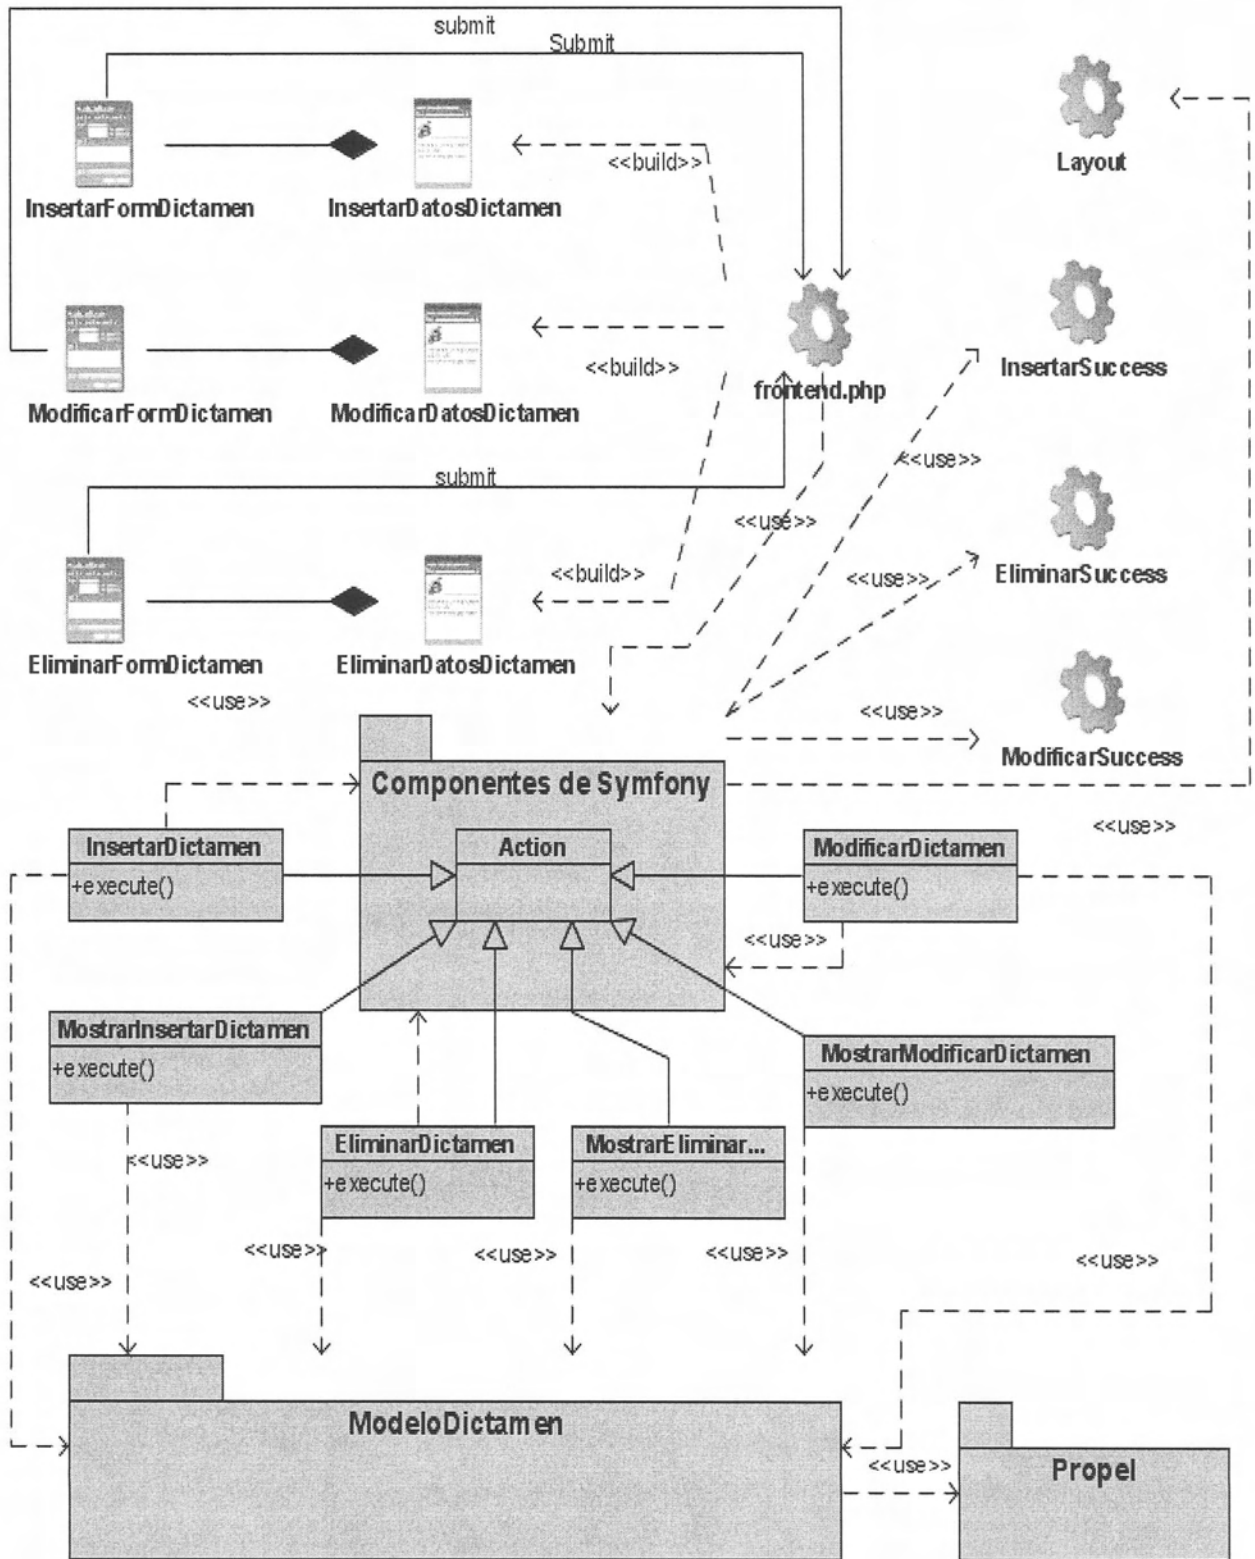 submit
Submit
Layout
<<build>>
InsertarFormDictamen
InsertarDatosDictamen
<<build>>
frontend.php
InsertarSuccess
ModificarFormDictamen
ModificarDatosDictamen
<<use>>
submit
<<use>>
<<build>>
<<use>>
EliminarSuccess
EliminarFormDictamen
EliminarDatosDictamen
<<use>>
<<use>>
ModificarSuccess
Componentes de Symfony
<<use>>
InsertarDictamen
+execute()
Action
ModificarDictamen
+execute()
<<use>>
MostrarInsertarDictamen
+execute()
MostrarModificarDictamen
+execute()
EliminarDictamen
+execute()
MostrarEliminar...
+execute()
<<use>>
<<use>>
<<use>>
<<use>>
<<use>>
<<use>>
ModeloDictamen
<<use>>
Propel